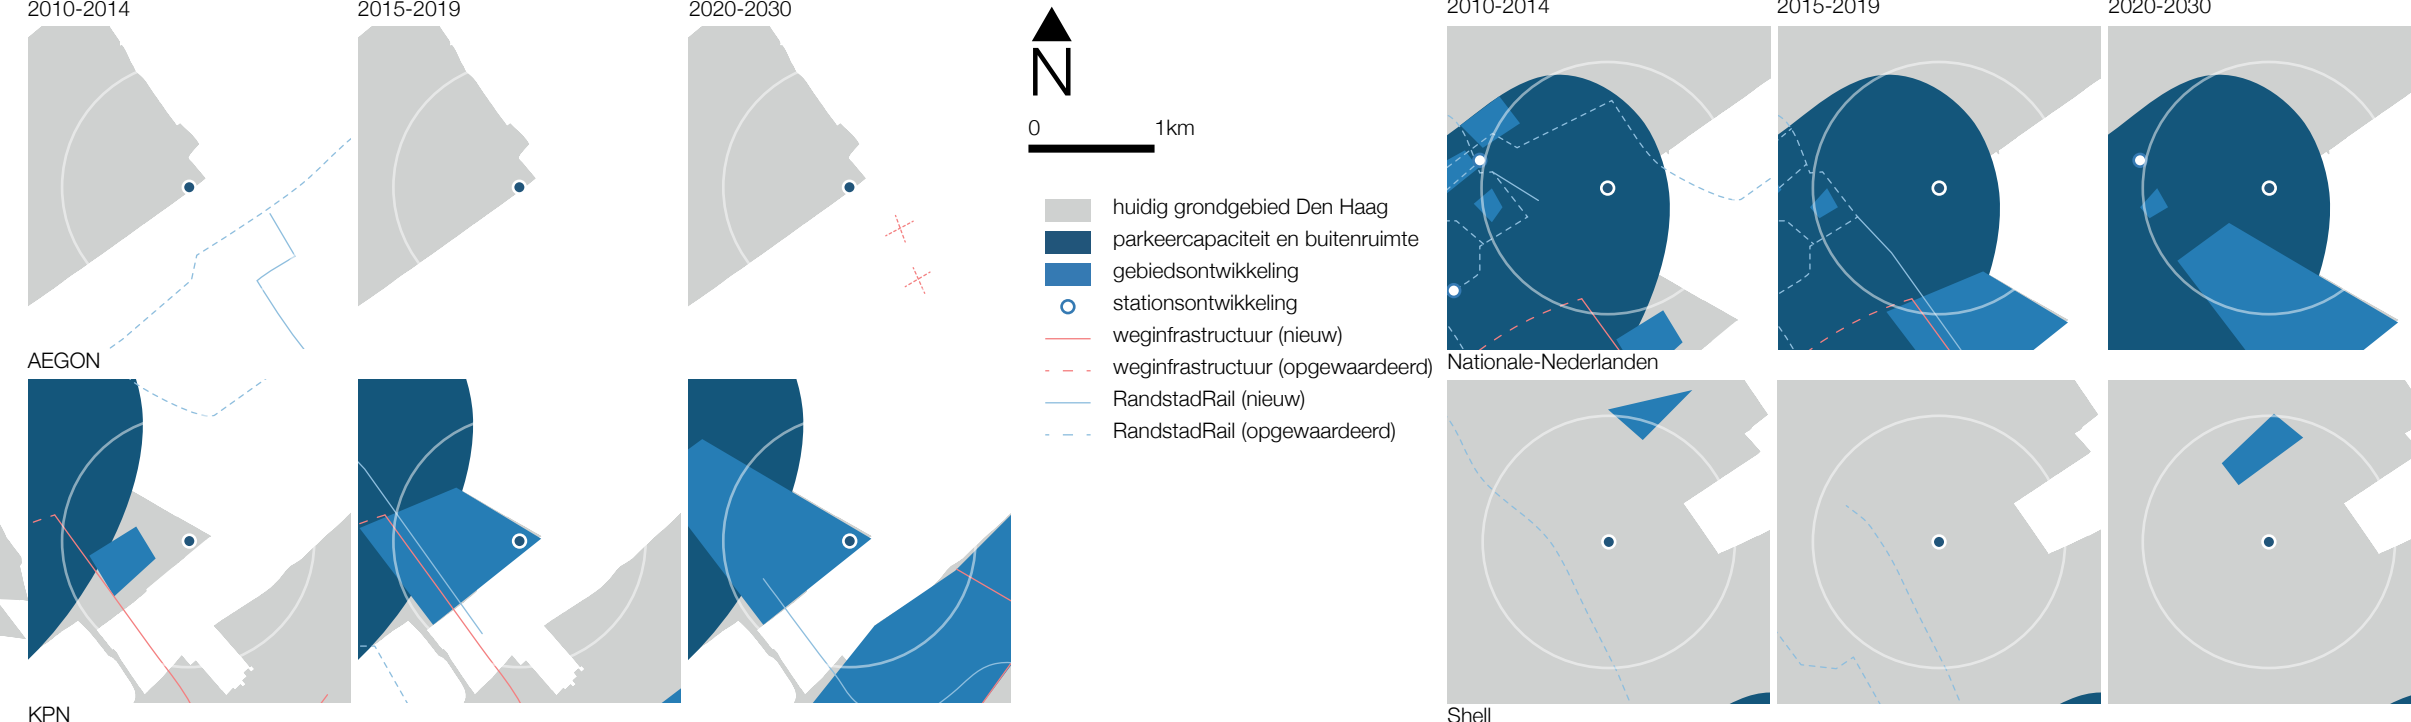 2010-2014
2015-2019
2020-2030
AEGON
KPN
N
0 1km
huidig grondgebied Den Haag
parkeercapaciteit en buitenruimte
gebiedsontwikkeling
stationsontwikkeling
weginfrastructuur (nieuw)
weginfrastructuur (opgewaardeerd)
RandstadRail (nieuw)
RandstadRail (opgewaardeerd)
2010-2014
2015-2019
2020-2030
Nationale-Nederlanden
Shell